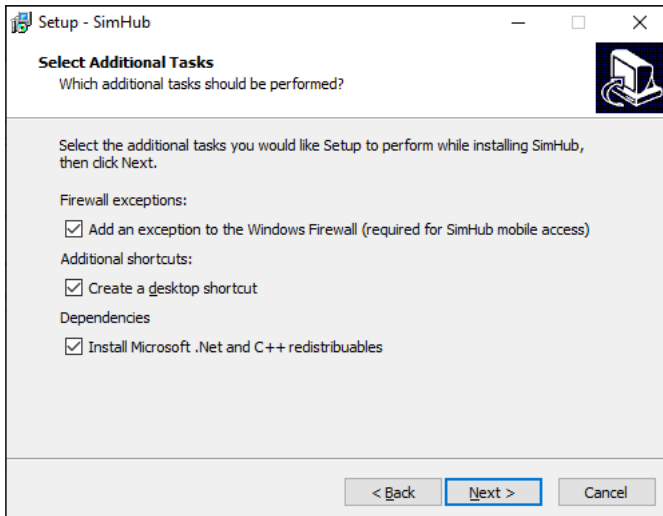 Setup - SimHub
Select Additional Tasks
Which additional tasks should be performed?
Select the additional tasks you would like Setup to perform while installing SimHub,
then click Next.
Firewall exceptions:
Add an exception to the Windows Firewall (required for SimHub mobile access)
Additional shortcuts:
Create a desktop shortcut
Dependencies
Install Microsoft .Net and C++ redistribuables
< Back
Next >
Cancel